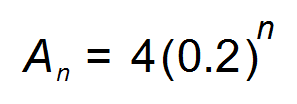 Aₙ = 4(0.2)ⁿ